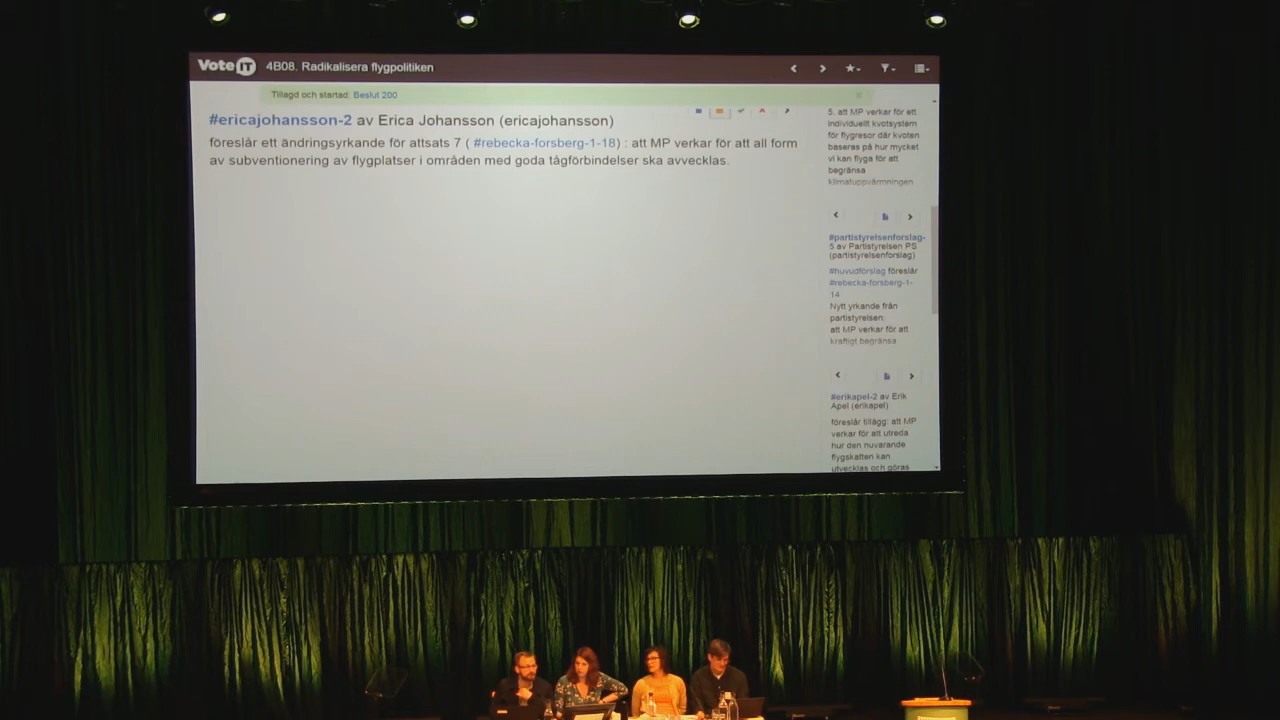 VoteIT 4B08. Radikalisera flygpolitiken
Tillagd och startad: Beslut 200
#ericajohansson-2 av Erica Johansson (ericajohansson)
föreslår ett ändringsyrkande för attsats 7 ( #rebecka-forsberg-1-18) : att MP verkar för att all form
av subventionering av flygplatser i områden med goda tågförbindelser ska avvecklas.
5. att MP verkar för ett
individuellt kvotsystem
för flygresor där kvoten
baseras på hur mycket
vi kan flyga för att
begränsa
klimatuppvärmningen
#partistyrelsenforslag-
5 av Partistyrelsen PS
(partistyrelsenforslag)
#huvudförslag föreslår
#rebecka-forsberg-1-
14
Nytt yrkande från
partistyrelsen:
att MP verkar för att
kraftigt begränsa
#erikapel-2 av Erik
Apel (erikapel)
föreslår tillägg: att MP
verkar för att utreda
hur den nuvarande
flygskatten kan
utvecklas och göras